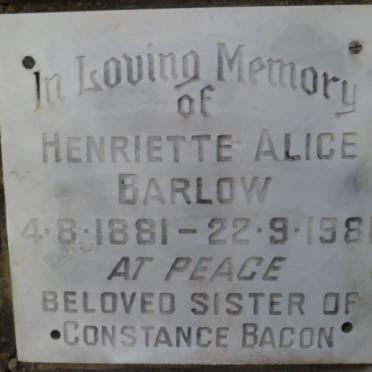 In Loving Memory
of
HENRIETTE ALICE
BARLOW
4·8·1881 – 22·9·1981
AT PEACE
BELOVED SISTER OF
CONSTANCE BACON